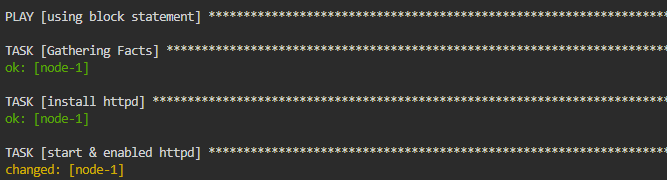 PLAY [using block statement] *****************************************************************
TASK [Gathering Facts] ***********************************************************************
ok: [node-1]
TASK [install httpd] *************************************************************************
ok: [node-1]
TASK [start & enabled httpd] *****************************************************************
changed: [node-1]